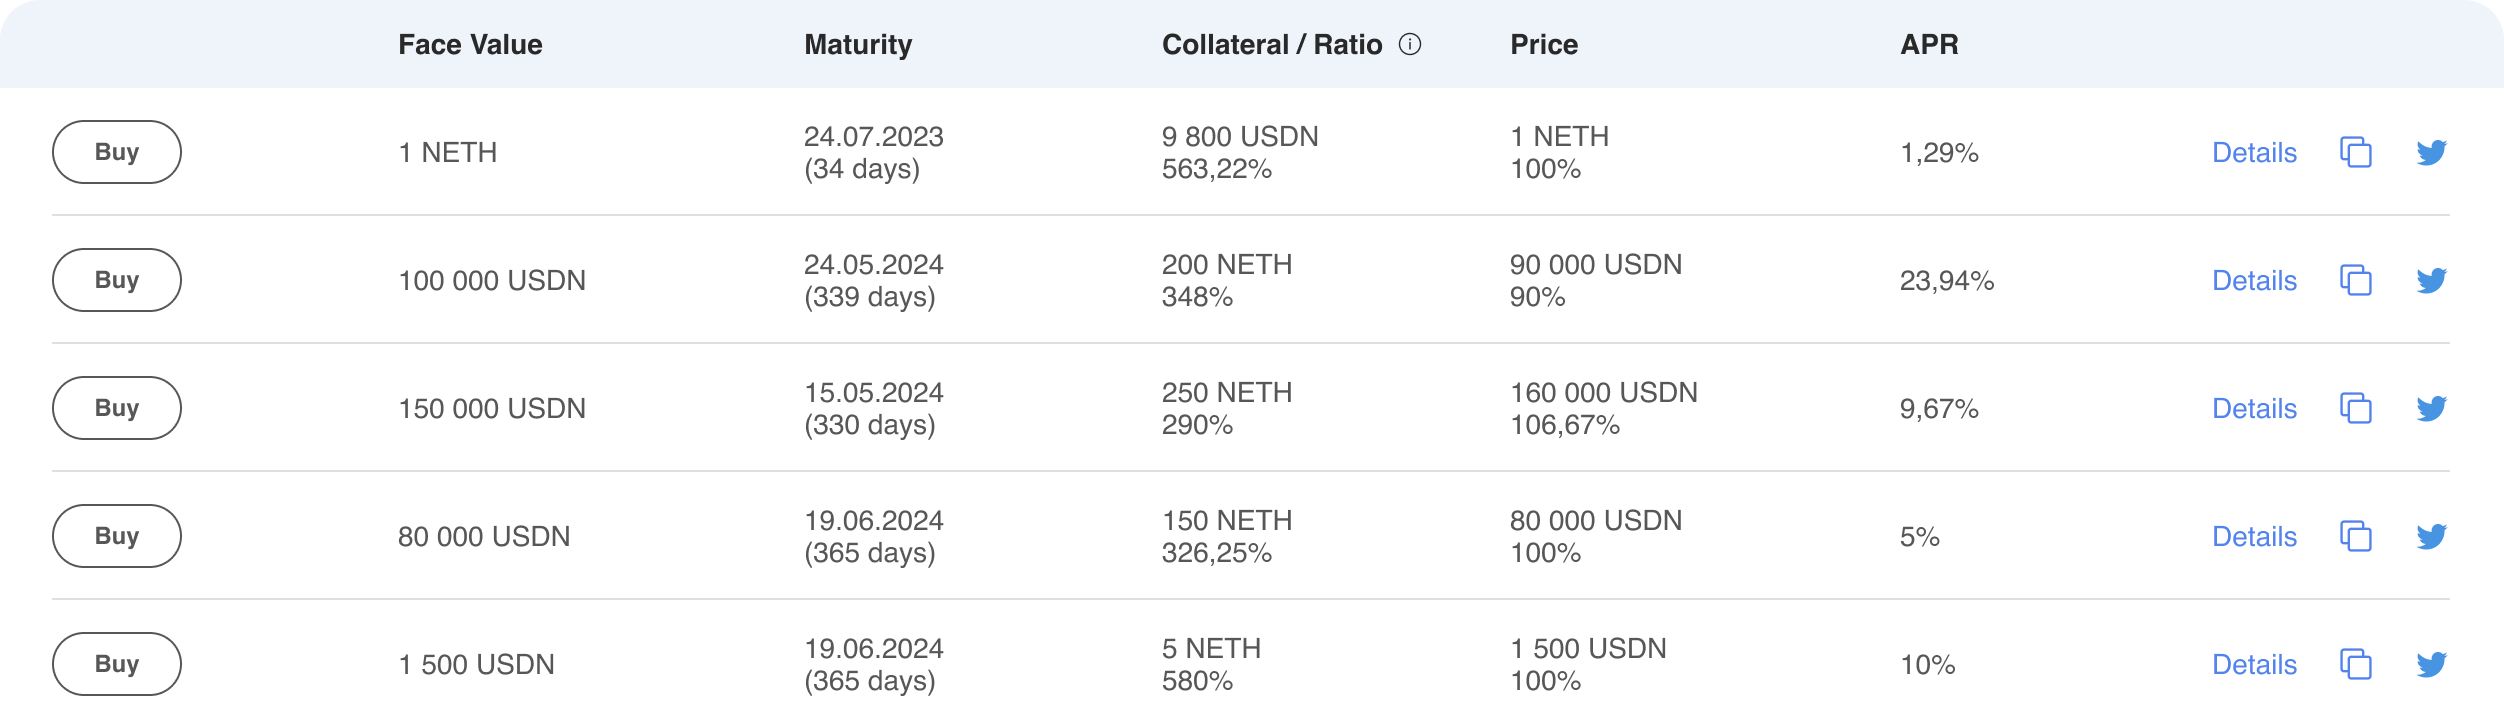 Face Value Maturity Collateral / Ratio Price APR
Buy 1 NETH 24.07.2023 9 800 USDN 1 NETH 1,29% Details
(34 days) 563,22% 100%
Buy 100 000 USDN 24.05.2024 200 NETH 90 000 USDN 23,94% Details
(339 days) 348% 90%
Buy 150 000 USDN 15.05.2024 250 NETH 160 000 USDN 9,67% Details
(330 days) 290% 106,67%
Buy 80 000 USDN 19.06.2024 150 NETH 80 000 USDN 5% Details
(365 days) 326,25% 100%
Buy 1 500 USDN 19.06.2024 5 NETH 1 500 USDN 10% Details
(365 days) 580% 100%